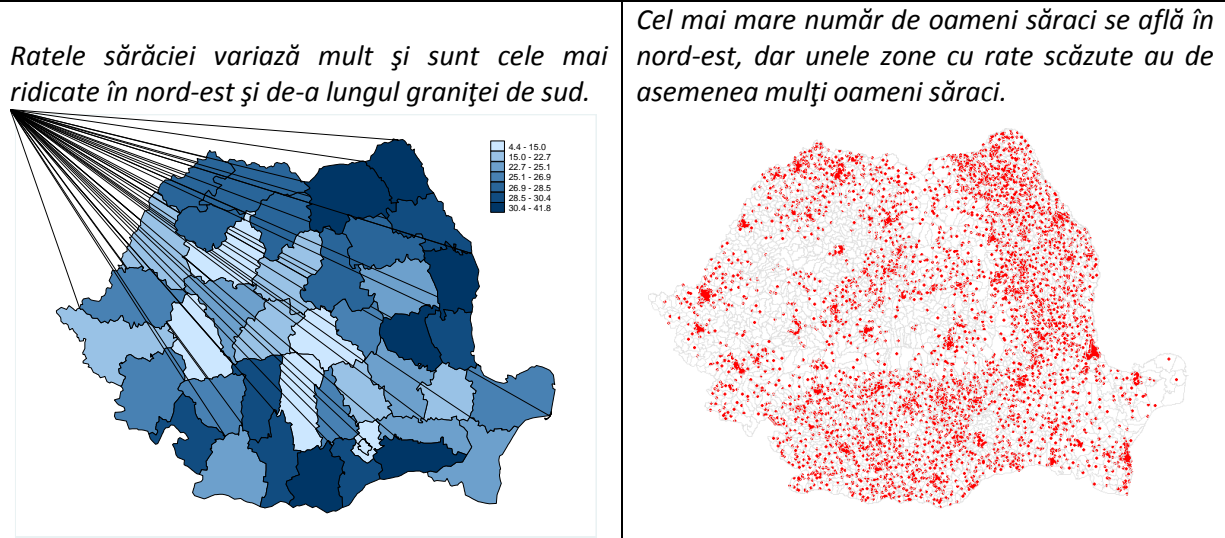 Ratele sărăciei variază mult şi sunt cele mai
ridicate în nord-est şi de-a lungul graniţei de sud.
4.4 - 15.0
15.0 - 22.7
22.7 - 25.1
25.1 - 26.9
26.9 - 28.5
28.5 - 30.4
30.4 - 41.8
Cel mai mare număr de oameni săraci se află în
nord-est, dar unele zone cu rate scăzute au de
asemenea mulţi oameni săraci.